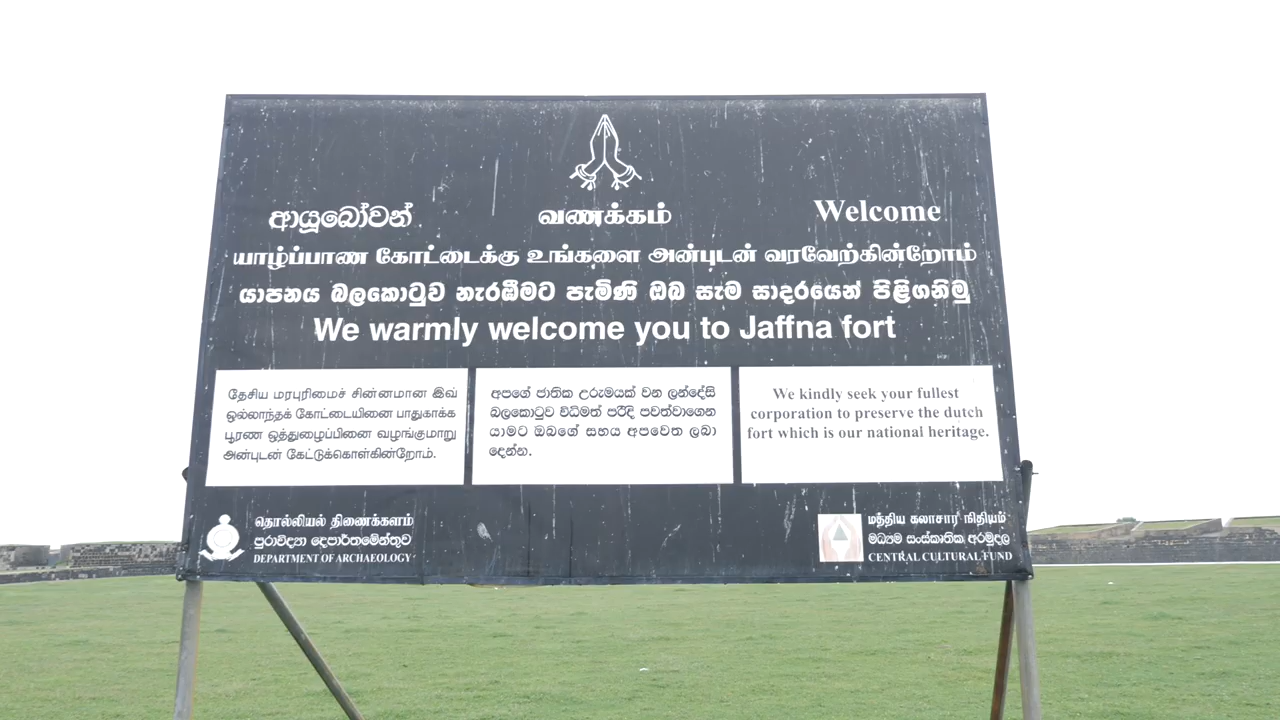 ආයුබෝවන් வணக்கம் Welcome
யாழ்ப்பாண கோட்டைக்கு உங்களை அன்புடன் வரவேற்கின்றோம்
යාපනය බලකොටුව නැරඹීමට පැමිණි ඔබ සැම සාදරයෙන් පිළිගනිමු
We warmly welcome you to Jaffna fort
தேசிய மரபுரிமைச் சின்னமான இவ்
ஒல்லாந்தக் கோட்டையினை பாதுகாக்க
பூரண ஒத்துழைப்பினை வழங்குமாறு
அன்புடன் கேட்டுக்கொள்கின்றோம்.
අපගේ ජාතික උරුමයක් වන ලන්දේසි
බලකොටුව විධිමත් පරිදි පවත්වාගෙන
යාමට ඔබගේ සහය අපවෙත ලබා
දෙන්න.
We kindly seek your fullest
corporation to preserve the dutch
fort which is our national heritage.
தொல்லியல் திணைக்களம்
පුරාවිද්‍යා දෙපාර්තමේන්තුව
DEPARTMENT OF ARCHAEOLOGY
மத்திய கலாசார நிதியம்
මධ්‍යම සංස්කෘතික අරමුදල
CENTRAL CULTURAL FUND